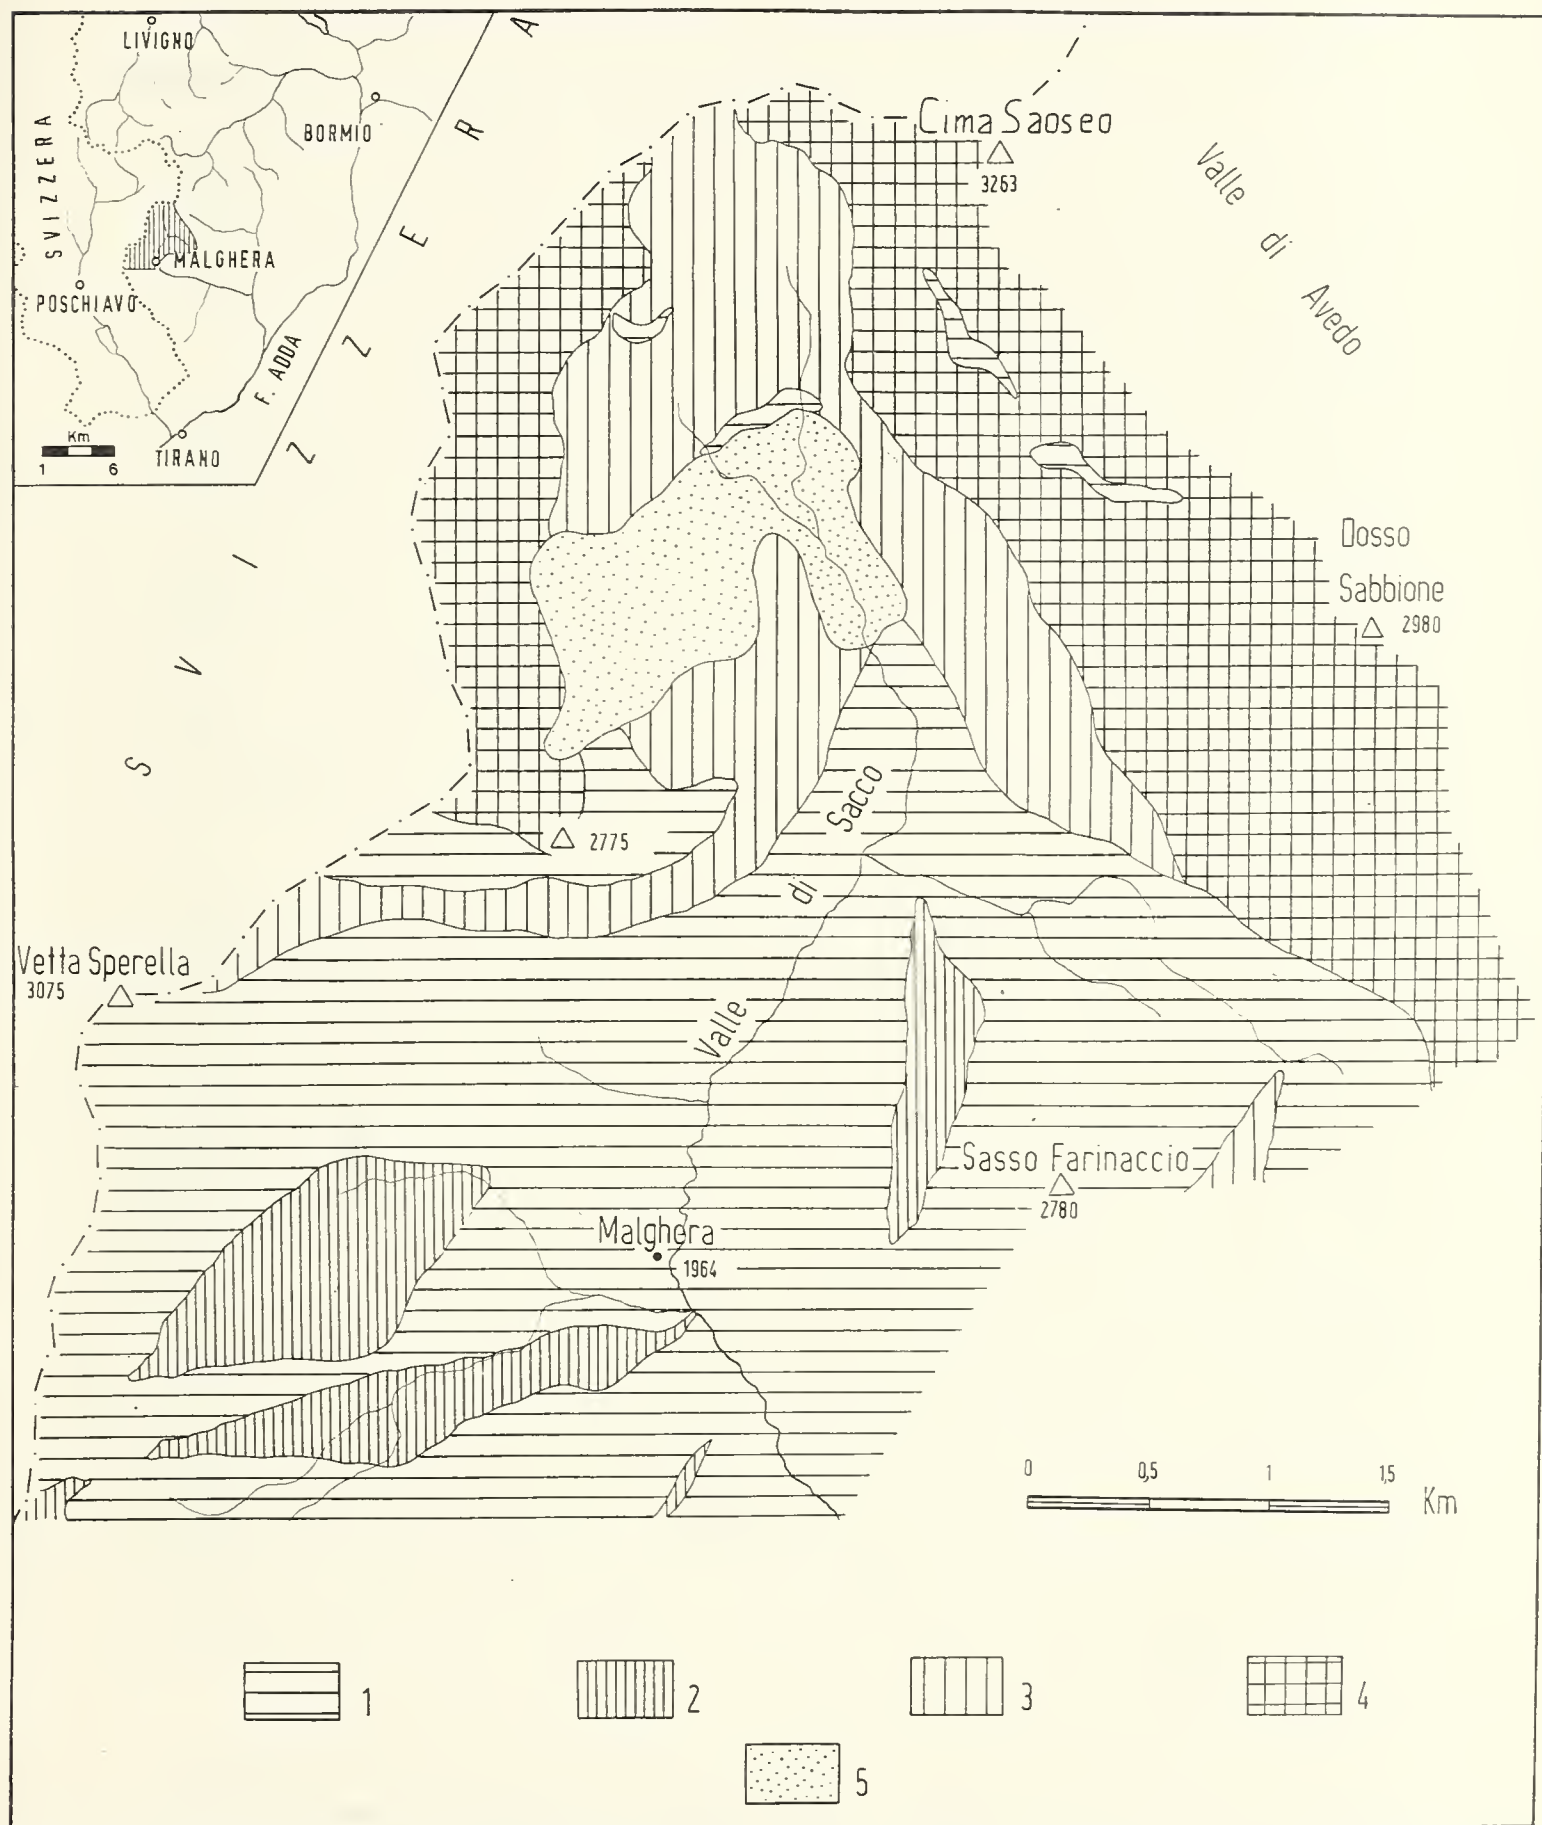 LIVIGNO
BORMIO
SVIZZERA
MALGHERA
POSCHIAVO
F. ADDA
Km
1 6
TIRANO
SVIZZERA
Cima Saoseo
3263
Valle di Avedo
Dosso
Sabbione
2980
2775
Valle di Sacco
Vetta Sperella
3075
Sasso Farinaccio
2780
Malghera
1964
0 0,5 1 1,5
Km
1
2
3
4
5